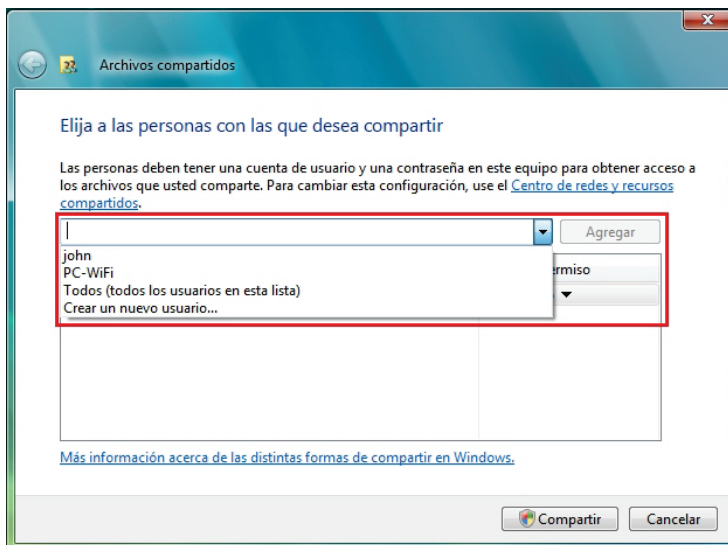 Archivos compartidos
Elija a las personas con las que desea compartir
Las personas deben tener una cuenta de usuario y una contraseña en este equipo para obtener acceso a
los archivos que usted comparte. Para cambiar esta configuración, use el Centro de redes y recursos
compartidos.
Agregar
john
PC-WiFi
Todos (todos los usuarios en esta lista)
Crear un nuevo usuario...
Más información acerca de las distintas formas de compartir en Windows.
Compartir
Cancelar